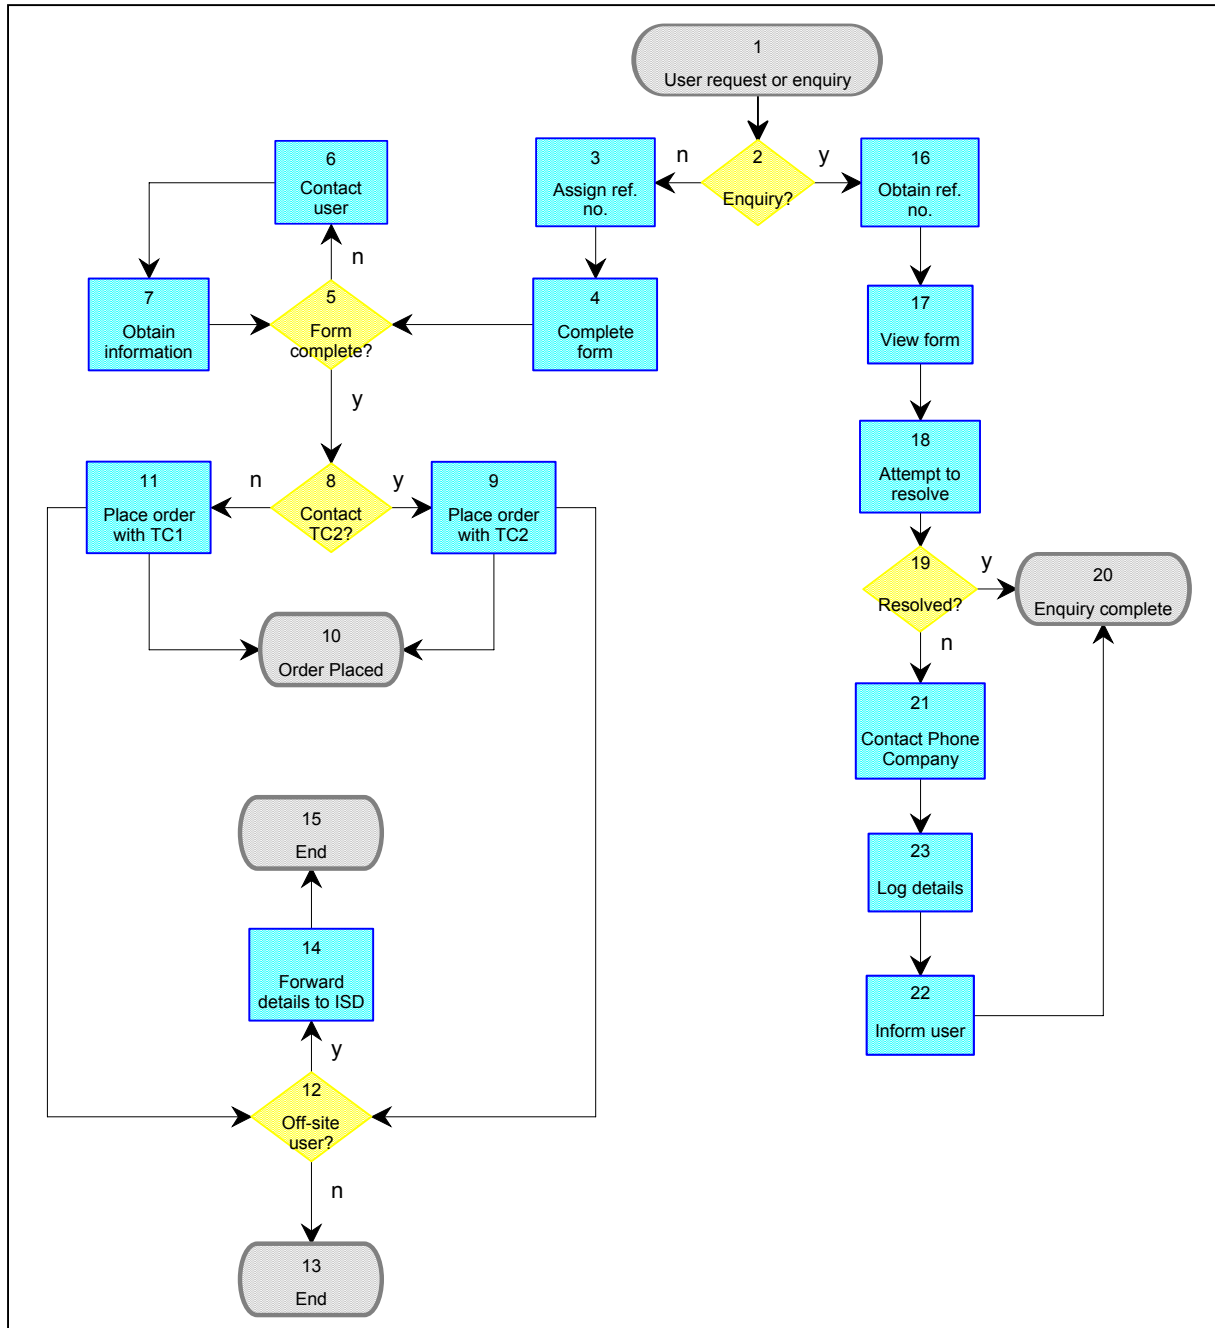 1
User request or enquiry
2
Enquiry?
n
y
3
Assign ref.
no.
4
Complete
form
5
Form
complete?
n
y
6
Contact
user
7
Obtain
information
8
Contact
TC2?
n
y
9
Place order
with TC2
11
Place order
with TC1
10
Order Placed
12
Off-site
user?
y
n
14
Forward
details to ISD
15
End
13
End
16
Obtain ref.
no.
17
View form
18
Attempt to
resolve
19
Resolved?
y
n
20
Enquiry complete
21
Contact Phone
Company
23
Log details
22
Inform user